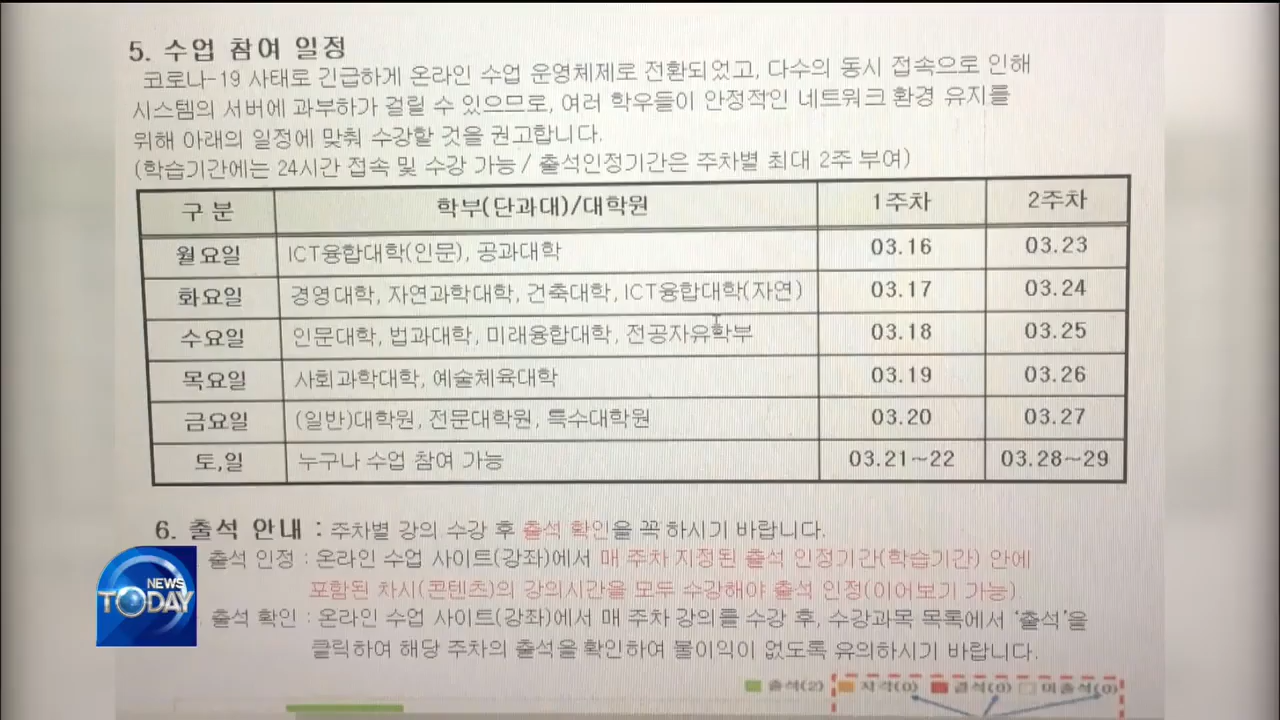 5. 수업 참여 일정
코로나-19 사태로 긴급하게 온라인 수업 운영체제로 전환되었고, 다수의 동시 접속으로 인해
시스템의 서버에 과부하가 걸릴 수 있으므로, 여러 학우들이 안정적인 네트워크 환경 유지를
위해 아래의 일정에 맞춰 수강할 것을 권고합니다.
(학습기간에는 24시간 접속 및 수강 가능 / 출석인정기간은 주차별 최대 2주 부여)
구 분 학부(단과대)/대학원 1주차 2주차
월요일 ICT융합대학(인문), 공과대학 03.16 03.23
화요일 경영대학, 자연과학대학, 건축대학, ICT융합대학(자연) 03.17 03.24
수요일 인문대학, 법과대학, 미래융합대학, 전공자유학부 03.18 03.25
목요일 사회과학대학, 예술체육대학 03.19 03.26
금요일 (일반)대학원, 전문대학원, 특수대학원 03.20 03.27
토,일 누구나 수업 참여 가능 03.21~22 03.28~29
6. 출석 안내 : 주차별 강의 수강 후 출석 확인을 꼭 하시기 바랍니다.
출석 인정 : 온라인 수업 사이트(강좌)에서 매 주차 지정된 출석 인정기간(학습기간) 안에
포함된 차시(콘텐츠)의 강의시간을 모두 수강해야 출석 인정(이어보기 가능).
출석 확인 : 온라인 수업 사이트(강좌)에서 매 주차 강의를 수강 후, 수강과목 목록에서 '출석'을
클릭하여 해당 주차의 출석을 확인하여 불이익이 없도록 유의하시기 바랍니다.
출석(2) 지각(0) 결석(0) 미출석(0)
NEWS
TODAY